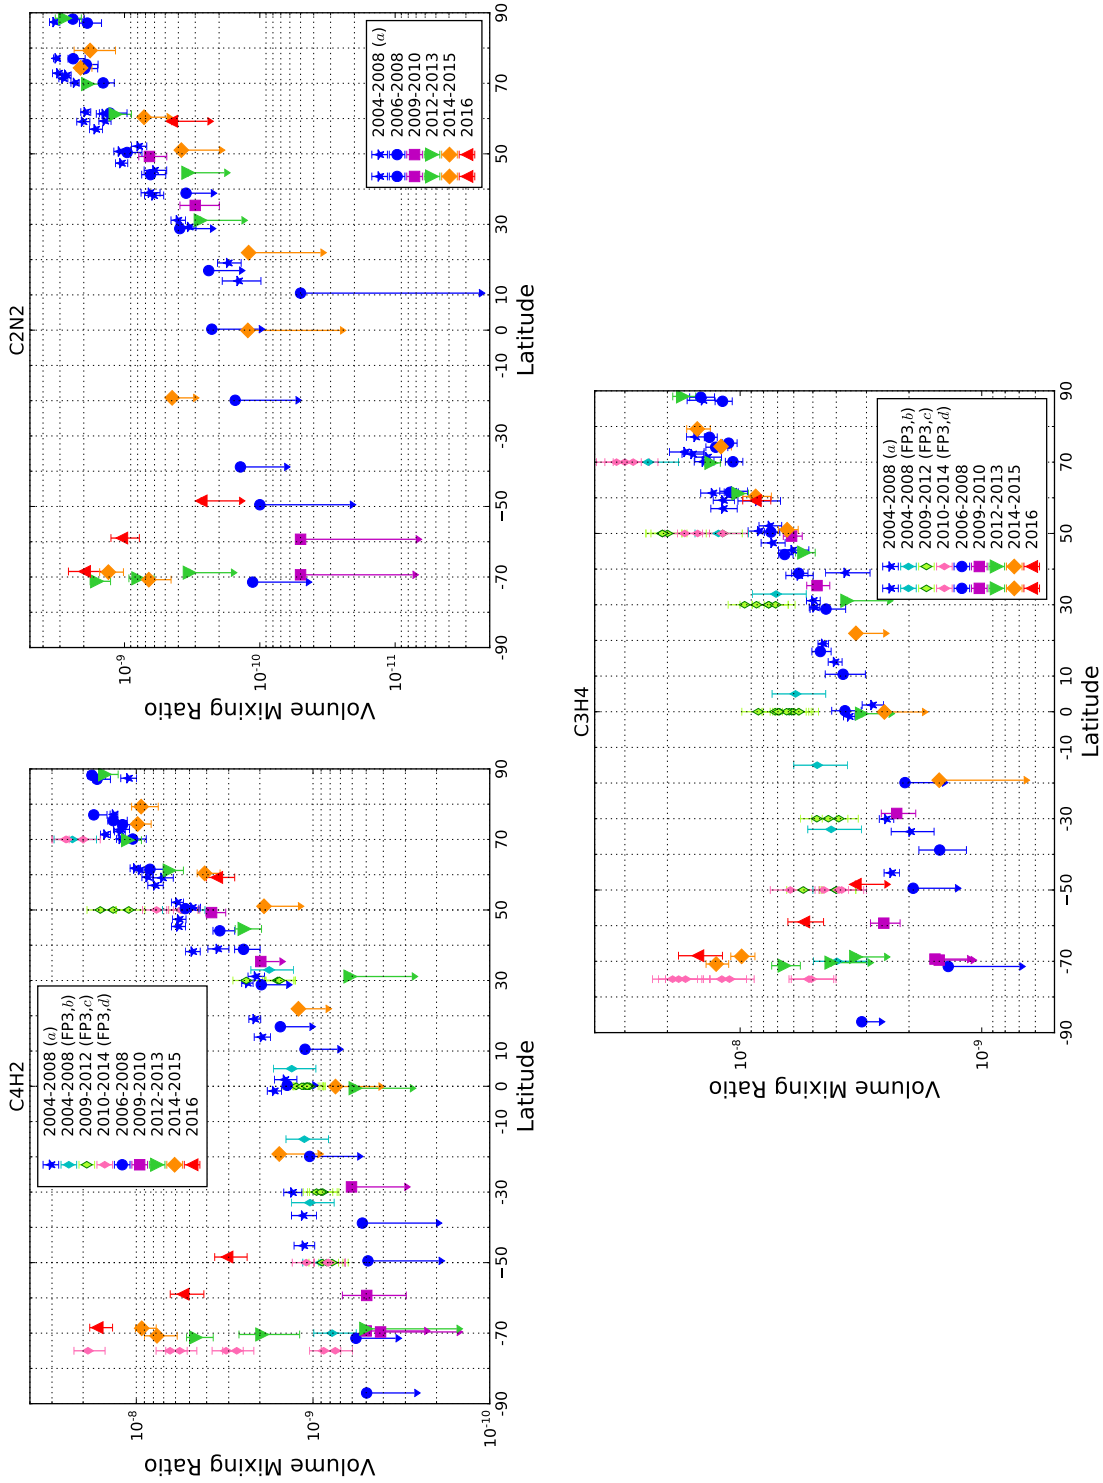 C4H2
Volume Mixing Ratio
10-8
10-9
10-10
2004-2008 (a)
2004-2008 (FP3,b)
2009-2012 (FP3,c)
2010-2014 (FP3,d)
2006-2008
2009-2010
2012-2013
2014-2015
2016
-90 -70 -50 -30 -10 0 10 30 50 70 90
Latitude
C2N2
Volume Mixing Ratio
10-9
10-10
10-11
2004-2008 (a)
2006-2008
2009-2010
2012-2013
2014-2015
2016
-90 -70 -50 -30 -10 0 10 30 50 70 90
Latitude
C3H4
Volume Mixing Ratio
10-8
10-9
2004-2008 (a)
2004-2008 (FP3,b)
2009-2012 (FP3,c)
2010-2014 (FP3,d)
2006-2008
2009-2010
2012-2013
2014-2015
2016
-90 -70 -50 -30 -10 0 10 30 50 70 90
Latitude